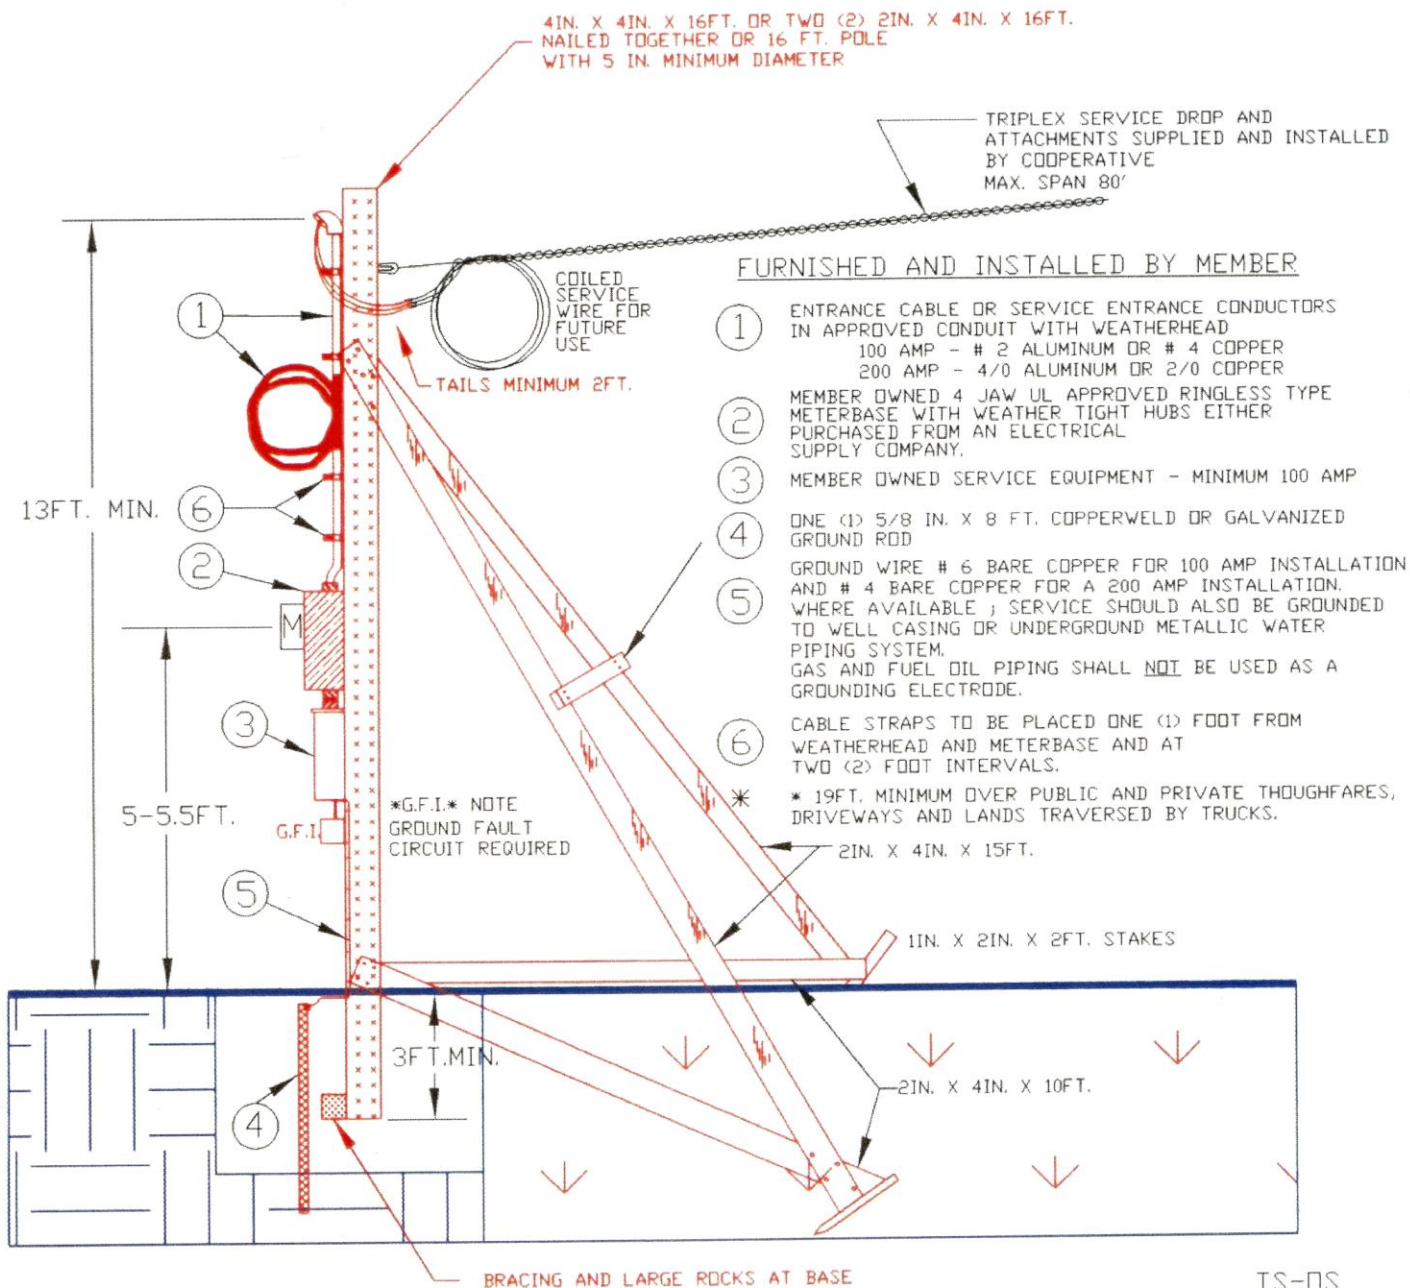 4IN. X 4IN. X 16FT. OR TWO (2) 2IN. X 4IN. X 16FT.
NAILED TOGETHER OR 16 FT. POLE
WITH 5 IN. MINIMUM DIAMETER
TRIPLEX SERVICE DROP AND
ATTACHMENTS SUPPLIED AND INSTALLED
BY COOPERATIVE
MAX. SPAN 80'
COILED
SERVICE
WIRE FOR
FUTURE
USE
TAILS MINIMUM 2FT.
1
13FT. MIN.
6
2
M
5-5.5FT.
3
G.F.I.
*G.F.I.* NOTE
GROUND FAULT
CIRCUIT REQUIRED
5
3FT.MIN.
4
FURNISHED AND INSTALLED BY MEMBER
1
ENTRANCE CABLE OR SERVICE ENTRANCE CONDUCTORS
IN APPROVED CONDUIT WITH WEATHERHEAD
100 AMP - # 2 ALUMINUM OR # 4 COPPER
200 AMP - 4/0 ALUMINUM OR 2/0 COPPER
2
MEMBER OWNED 4 JAW UL APPROVED RINGLESS TYPE
METERBASE WITH WEATHER TIGHT HUBS EITHER
PURCHASED FROM AN ELECTRICAL
SUPPLY COMPANY.
3
MEMBER OWNED SERVICE EQUIPMENT - MINIMUM 100 AMP
4
ONE (1) 5/8 IN. X 8 FT. COPPERWELD OR GALVANIZED
GROUND ROD
5
GROUND WIRE # 6 BARE COPPER FOR 100 AMP INSTALLATION
AND # 4 BARE COPPER FOR A 200 AMP INSTALLATION.
WHERE AVAILABLE ; SERVICE SHOULD ALSO BE GROUNDED
TO WELL CASING OR UNDERGROUND METALLIC WATER
PIPING SYSTEM.
GAS AND FUEL OIL PIPING SHALL NOT BE USED AS A
GROUNDING ELECTRODE.
6
CABLE STRAPS TO BE PLACED ONE (1) FOOT FROM
WEATHERHEAD AND METERBASE AND AT
TWO (2) FOOT INTERVALS.
* * 19FT. MINIMUM OVER PUBLIC AND PRIVATE THOUGHFARES,
DRIVEWAYS AND LANDS TRAVERSED BY TRUCKS.
2IN. X 4IN. X 15FT.
1IN. X 2IN. X 2FT. STAKES
2IN. X 4IN. X 10FT.
BRACING AND LARGE ROCKS AT BASE
TS-OS